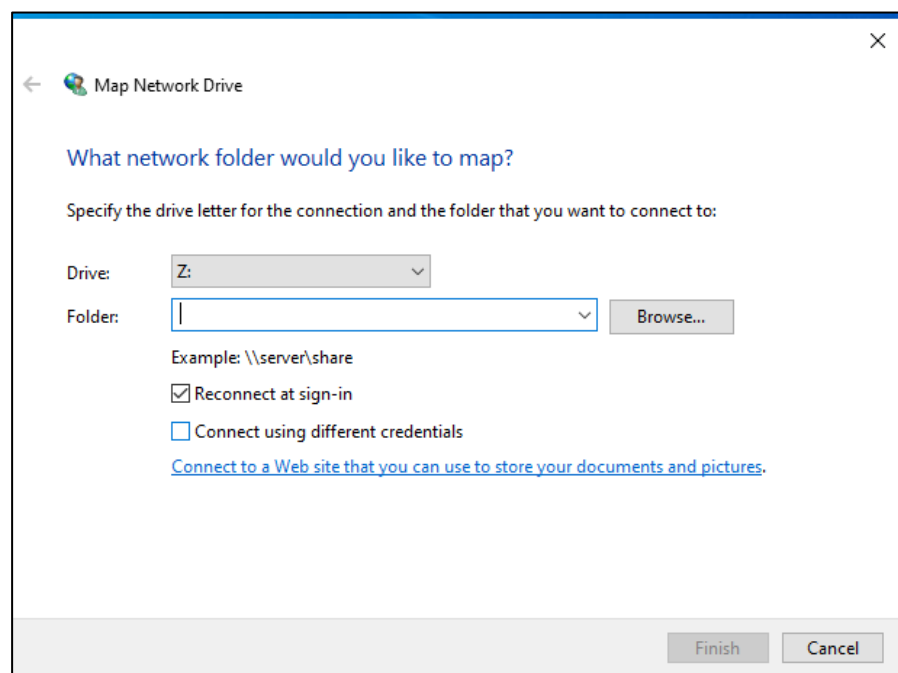 Map Network Drive
What network folder would you like to map?
Specify the drive letter for the connection and the folder that you want to connect to:
Drive: Z:
Folder: Browse...
Example: \\server\share
Reconnect at sign-in
Connect using different credentials
Connect to a Web site that you can use to store your documents and pictures.
Finish Cancel